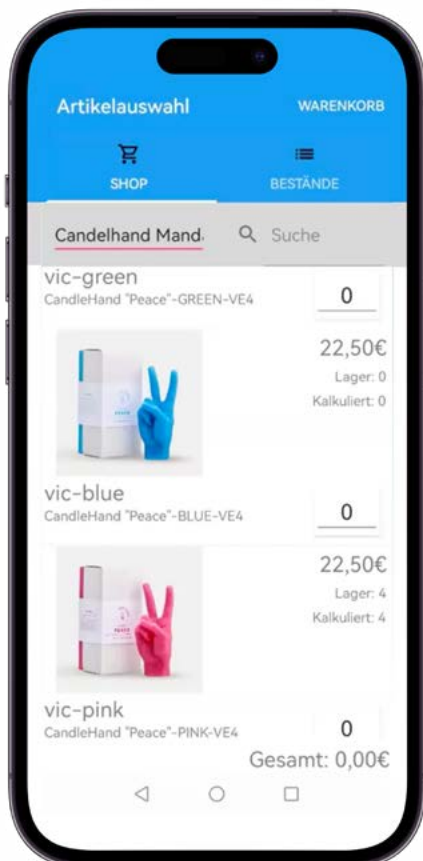 Artikelauswahl
WARENKORB
SHOP
BESTÄNDE
Candelhand Mand
Suche
vic-green
CandleHand "Peace"-GREEN-VE4
0
22,50€
Lager: 0
Kalkuliert: 0
vic-blue
CandleHand "Peace"-BLUE-VE4
0
PEACE
22,50€
Lager: 4
Kalkuliert: 4
vic-pink
CandleHand "Peace"-PINK-VE4
0
Gesamt: 0,00€